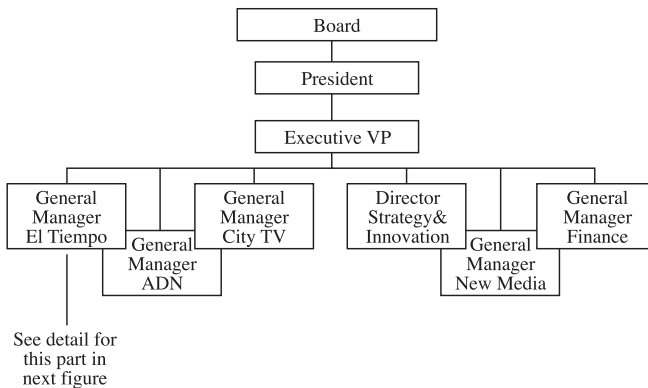 Board
President
Executive VP
General
Manager
El Tiempo
General
Manager
ADN
General
Manager
City TV
Director
Strategy&
Innovation
General
Manager
New Media
General
Manager
Finance
See detail for
this part in
next figure